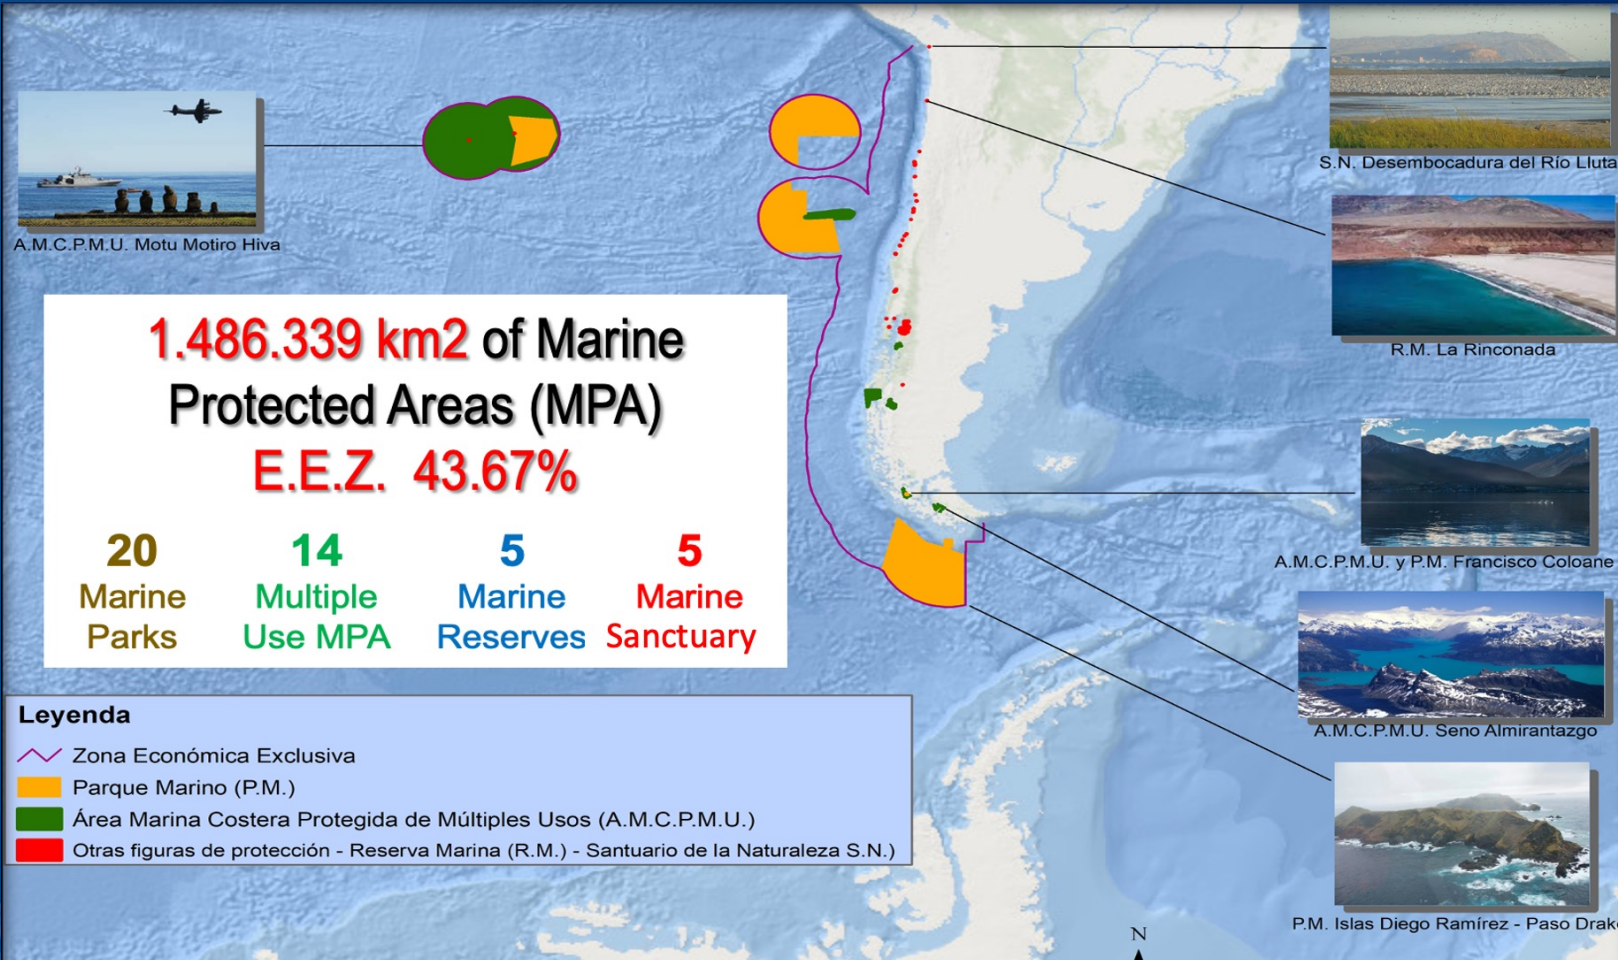 S.N. Desembocadura del Río Lluta
A.M.C.P.M.U. Motu Motiro Hiva
R.M. La Rinconada
1.486.339 km2 of Marine
Protected Areas (MPA)
E.E.Z. 43.67%
20
Marine
Parks
14
Multiple
Use MPA
5
Marine
Reserves
5
Marine
Sanctuary
A.M.C.P.M.U. y P.M. Francisco Coloane
A.M.C.P.M.U. Seno Almirantazgo
P.M. Islas Diego Ramírez - Paso Drak
Leyenda
Zona Económica Exclusiva
Parque Marino (P.M.)
Área Marina Costera Protegida de Múltiples Usos (A.M.C.P.M.U.)
Otras figuras de protección - Reserva Marina (R.M.) - Santuario de la Naturaleza S.N.)
N